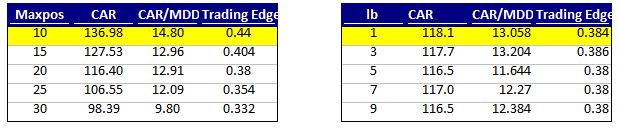 Maxpos CAR CAR/MDD Trading Edge
10 136.98 14.80 0.44
15 127.53 12.96 0.404
20 116.40 12.91 0.38
25 106.55 12.09 0.354
30 98.39 9.80 0.332
lb CAR CAR/MDD Trading Edge
1 118.1 13.058 0.384
3 117.7 13.204 0.386
5 116.5 11.644 0.38
7 117.0 12.27 0.38
9 116.5 12.384 0.38